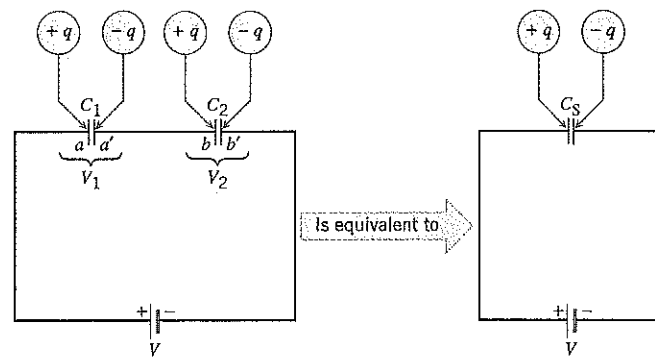 + q − q + q − q + q − q
C1 C2 CS
a a′ b b′
V1 V2
Is equivalent to
+ − + −
V V